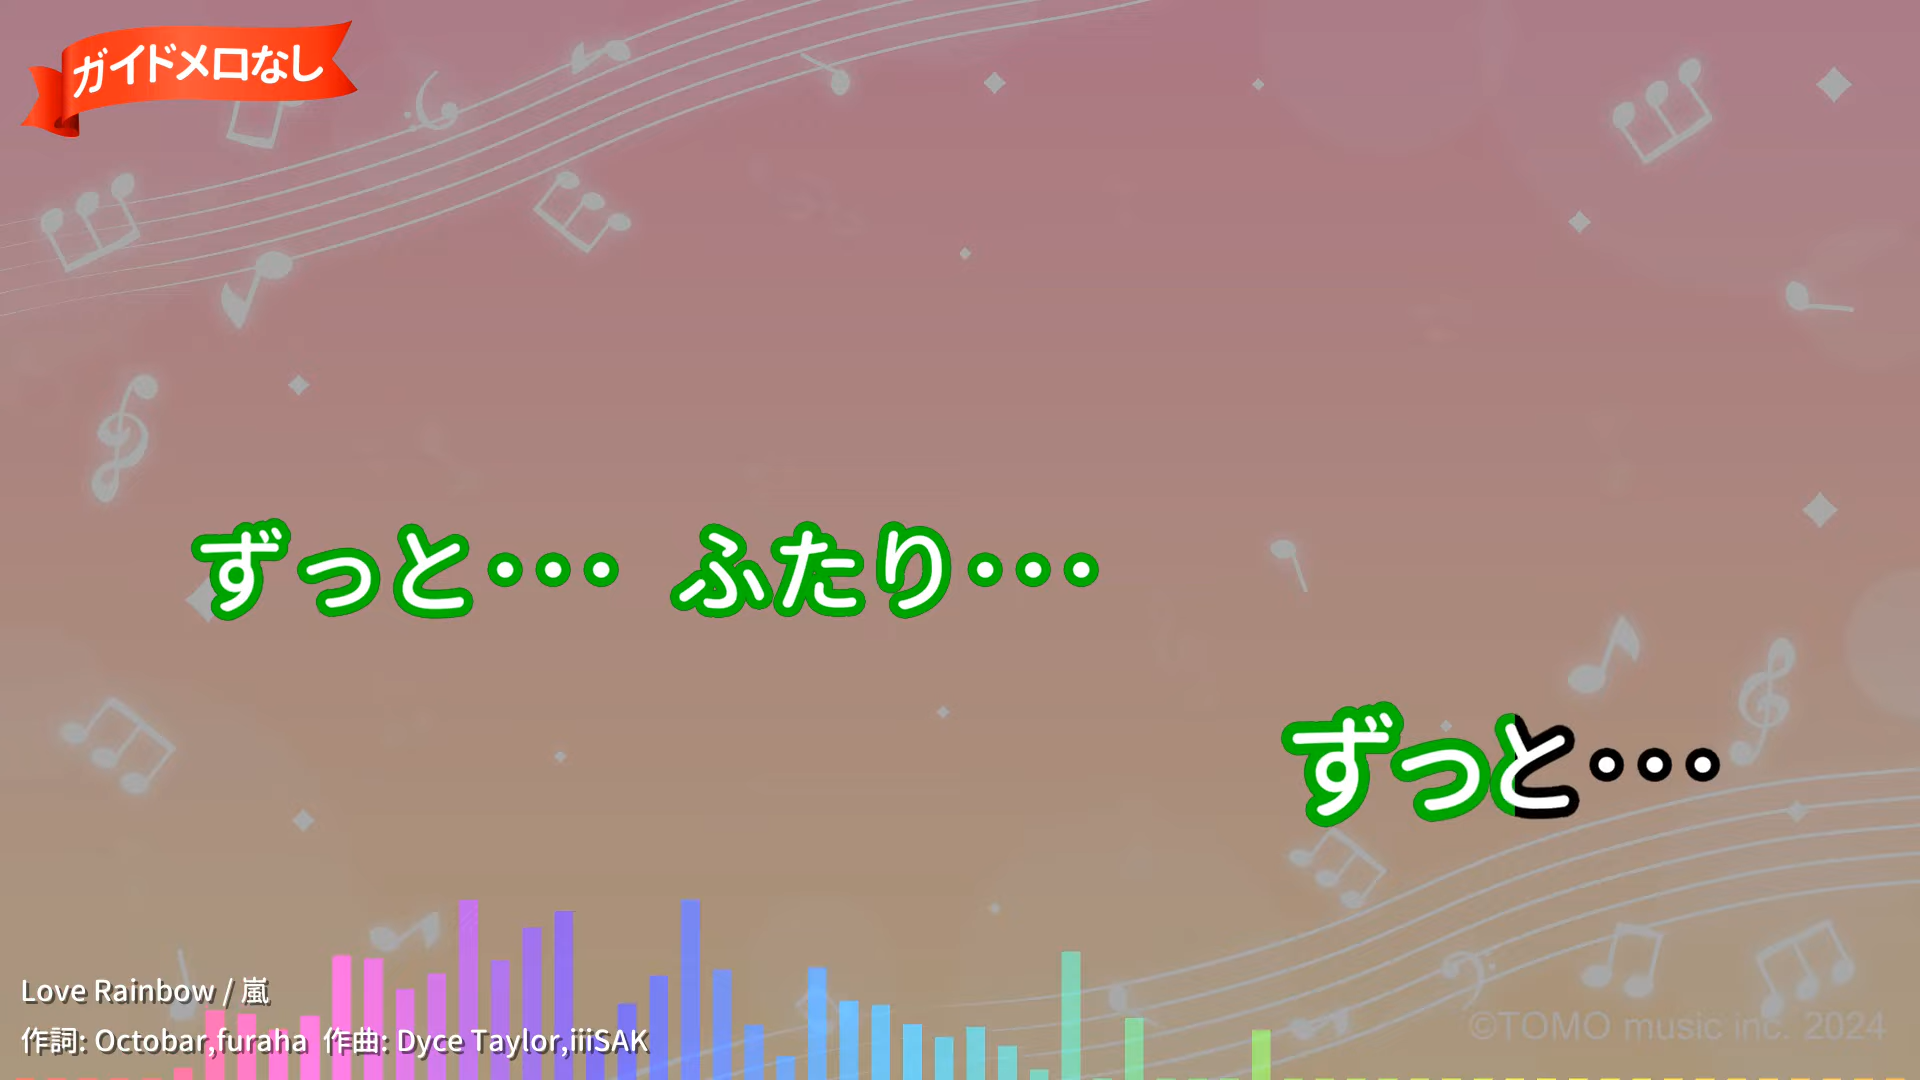 ガイドメロなし
ずっと・・・ ふたり・・・
ずっと・・・
Love Rainbow / 嵐
作詞: Octobar,furaha 作曲: Dyce Taylor,iiiSAK
©TOMO music inc. 2024